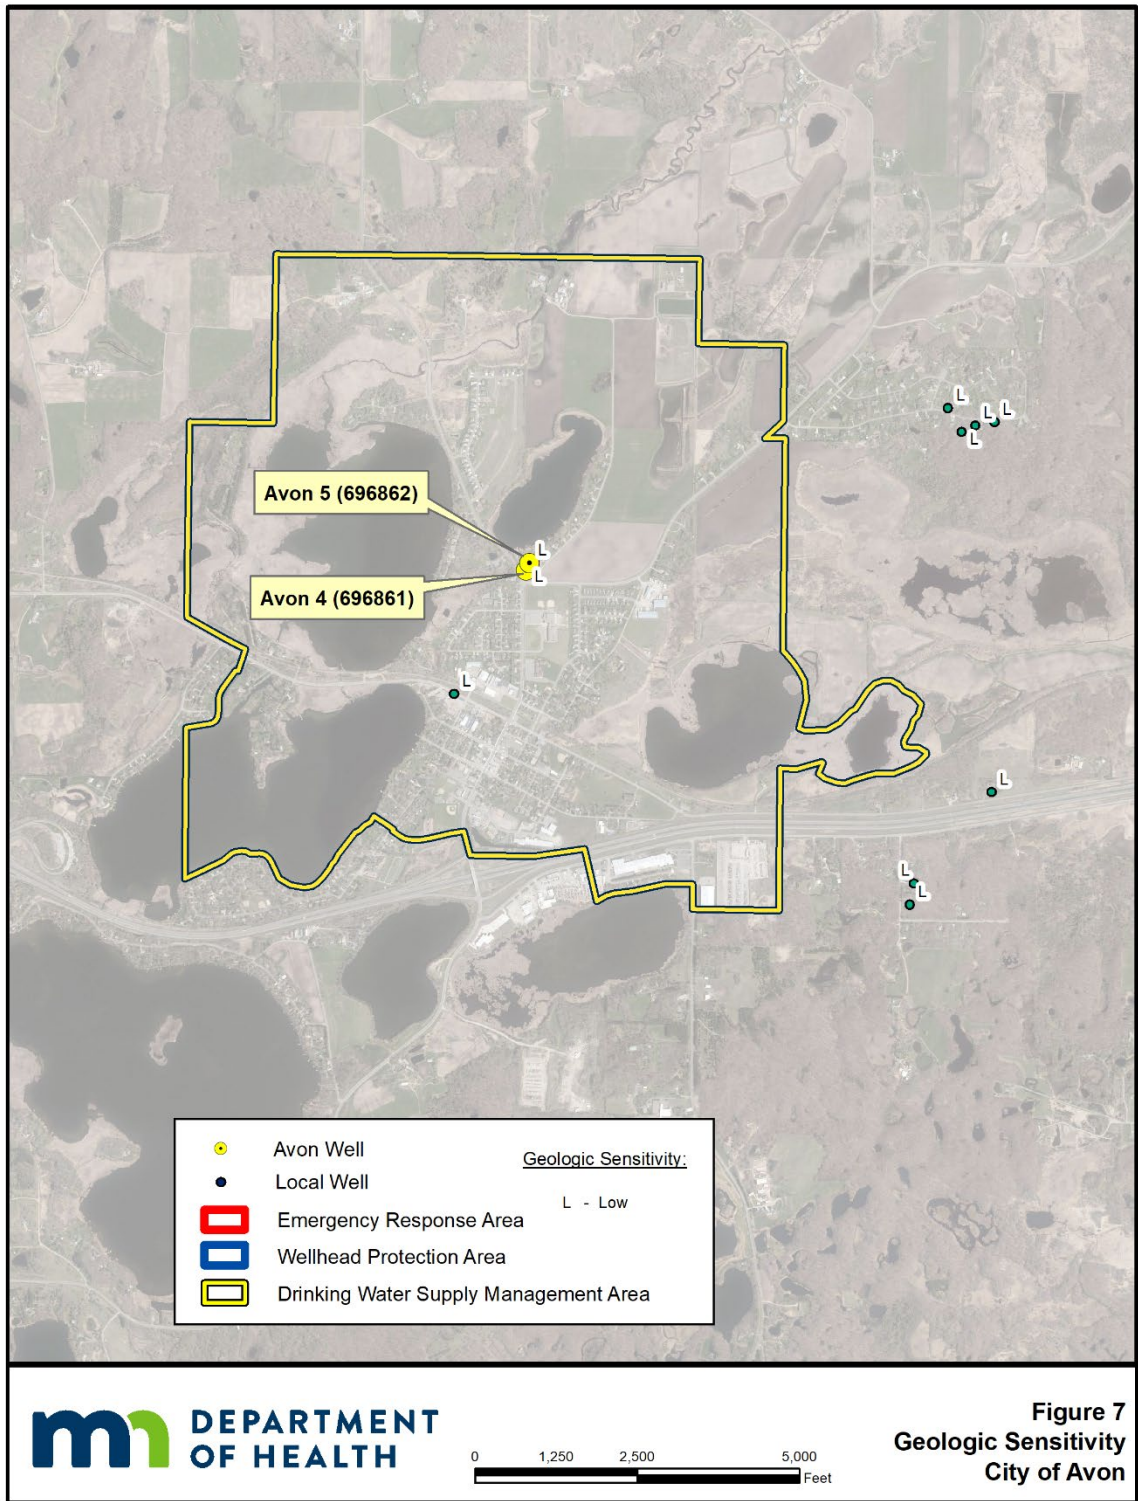 L
L
L
L
Avon 5 (696862)
L
Avon 4 (696861)
L
L
L
L
L
Avon Well
Local Well
Emergency Response Area
Wellhead Protection Area
Drinking Water Supply Management Area
Geologic Sensitivity:
L - Low
mn DEPARTMENT
OF HEALTH
0 1,250 2,500 5,000
Feet
Figure 7
Geologic Sensitivity
City of Avon